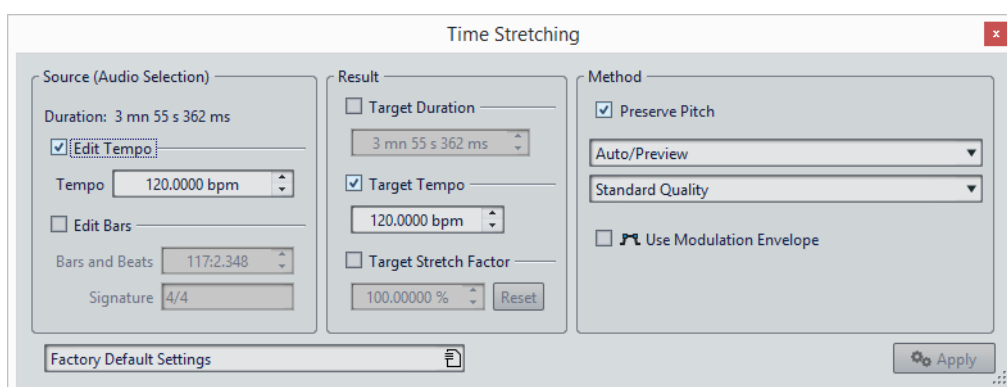 Time Stretching
x
Source (Audio Selection)
Duration: 3 mn 55 s 362 ms
Edit Tempo
Tempo 120.0000 bpm
Edit Bars
Bars and Beats 117:2.348
Signature 4/4
Result
Target Duration
3 mn 55 s 362 ms
Target Tempo
120.0000 bpm
Target Stretch Factor
100.00000 % Reset
Method
Preserve Pitch
Auto/Preview
Standard Quality
Use Modulation Envelope
Factory Default Settings
Apply